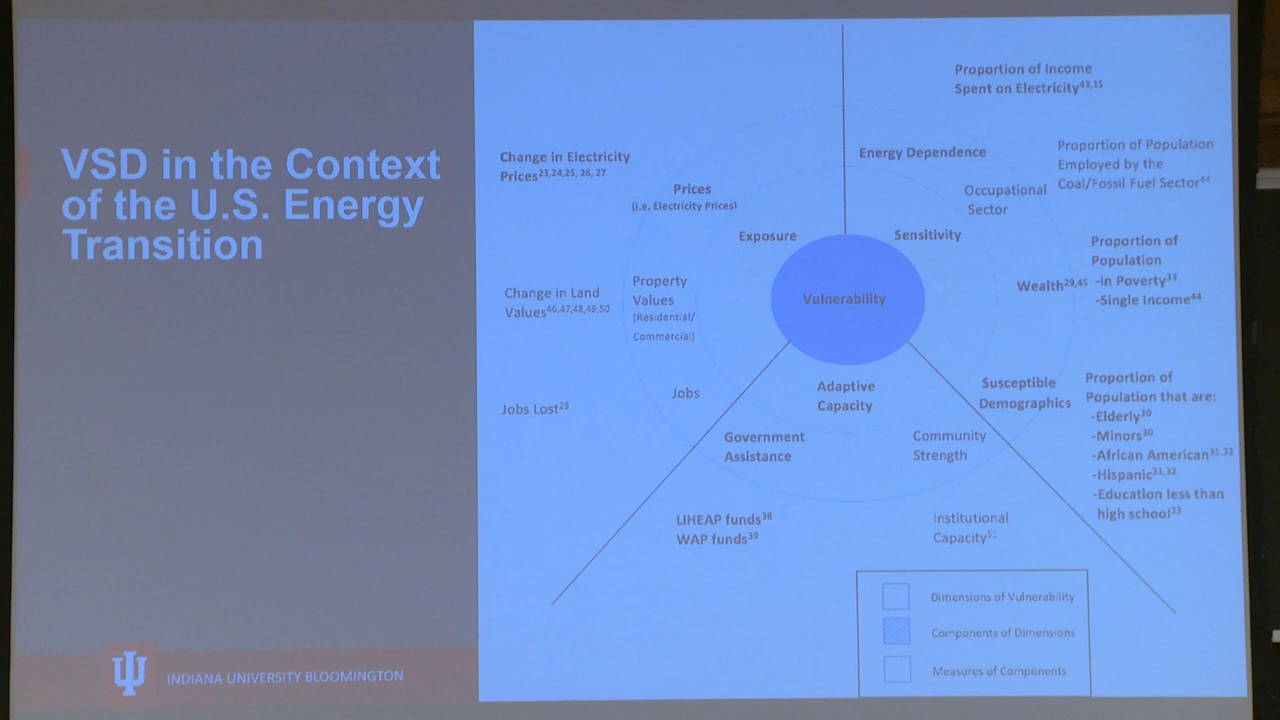 VSD in the Context
of the U.S. Energy
Transition
INDIANA UNIVERSITY BLOOMINGTON
Proportion of Income
Spent on Electricity43,15
Change in Electricity
Prices23,24,25, 26, 27
Prices
(i.e. Electricity Prices)
Exposure
Energy Dependence
Occupational
Sector
Proportion of Population
Employed by the
Coal/Fossil Fuel Sector44
Sensitivity
Vulnerability
Change in Land
Values46,47,48,49,50
Property
Values
(Residential/
Commercial)
Wealth29,45
Proportion of
Population
-In Poverty33
-Single Income44
Jobs Lost29
Jobs
Adaptive
Capacity
Susceptible
Demographics
Proportion of
Population that are:
-Elderly30
-Minors30
-African American31,32
-Hispanic31,32
-Education less than
high school33
Government
Assistance
Community
Strength
LIHEAP funds38
WAP funds39
Institutional
Capacity
Dimensions of Vulnerability
Components of Dimensions
Measures of Components